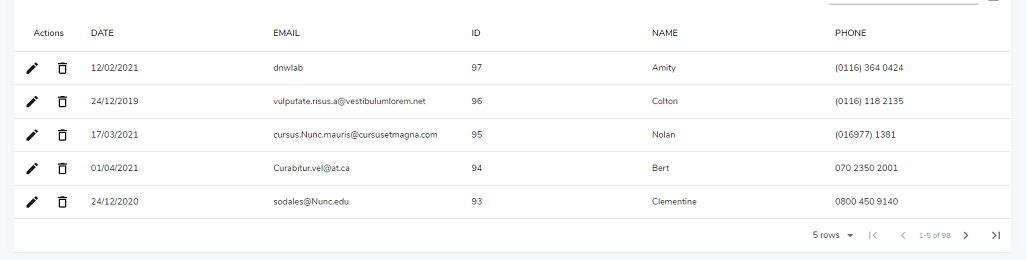 Actions DATE EMAIL ID NAME PHONE
12/02/2021 dnwlab 97 Amity (0116) 364 0424
24/12/2019 vulputate.risus.a@vestibulumlorem.net 96 Colton (0116) 118 2135
17/03/2021 cursus.Nunc.mauris@cursusetmagna.com 95 Nolan (016977) 1381
01/04/2021 Curabitur.vel@at.ca 94 Bert 070 2350 2001
24/12/2020 sodales@Nunc.edu 93 Clementine 0800 450 9140
5 rows 1-5 of 98